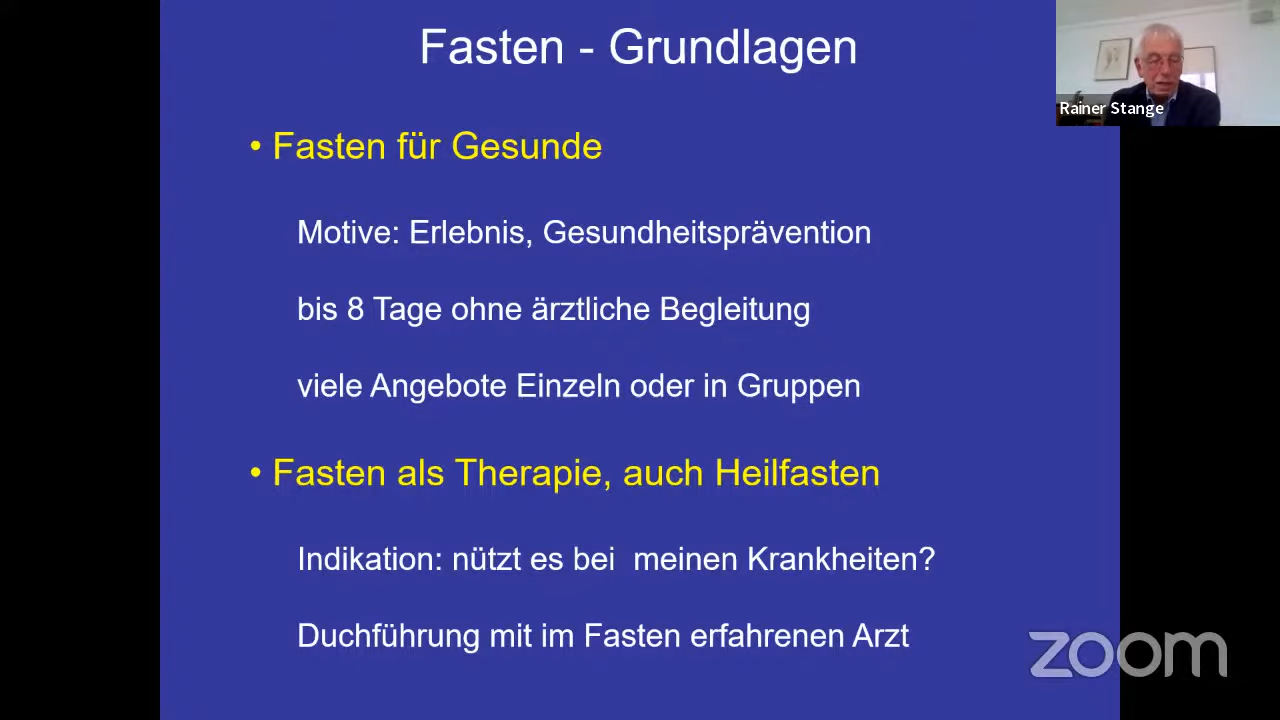 Fasten - Grundlagen
Rainer Stange
• Fasten für Gesunde
Motive: Erlebnis, Gesundheitsprävention
bis 8 Tage ohne ärztliche Begleitung
viele Angebote Einzeln oder in Gruppen
• Fasten als Therapie, auch Heilfasten
Indikation: nützt es bei  meinen Krankheiten?
Duchführung mit im Fasten erfahrenen Arzt
zoom